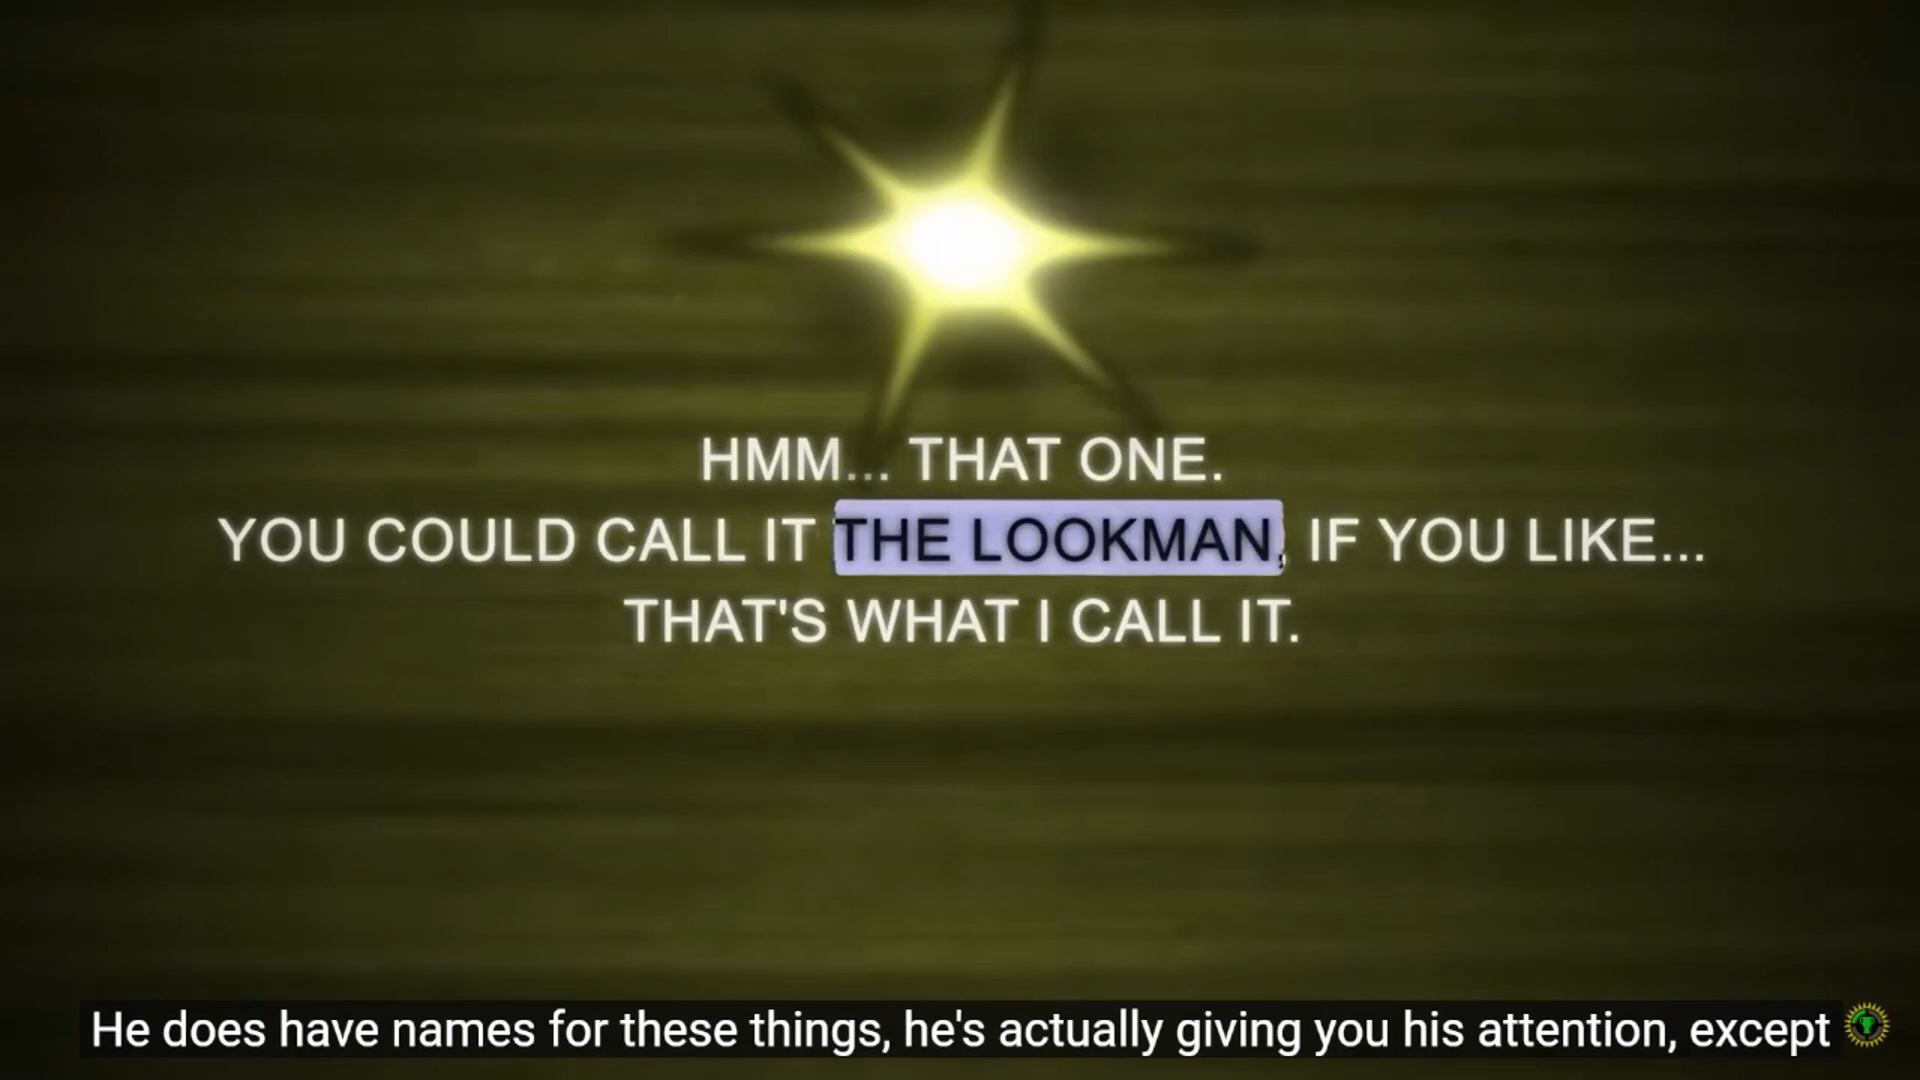 HMM... THAT ONE.
YOU COULD CALL IT THE LOOKMAN, IF YOU LIKE...
THAT'S WHAT I CALL IT.
He does have names for these things, he's actually giving you his attention, except